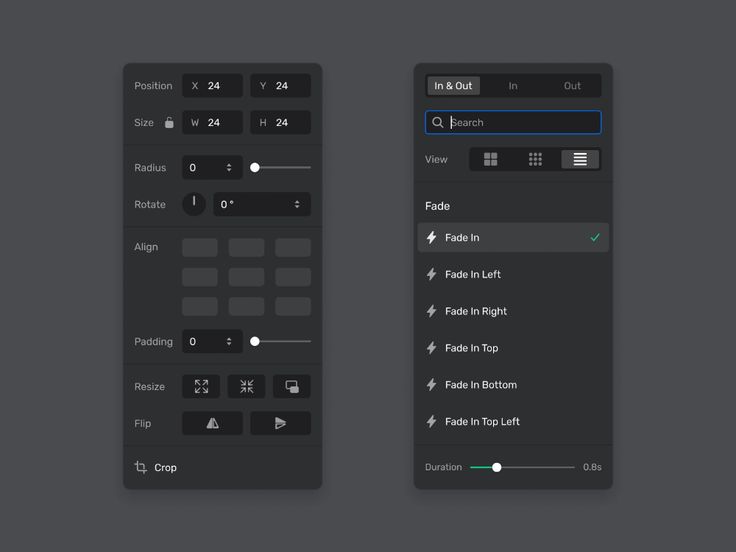 Position X 24 Y 24
Size W 24 H 24
Radius 0
Rotate 0 °
Align
Padding 0
Resize
Flip
Crop
In & Out In Out
Search
View
Fade
Fade In
Fade In Left
Fade In Right
Fade In Top
Fade In Bottom
Fade In Top Left
Duration 0.8s